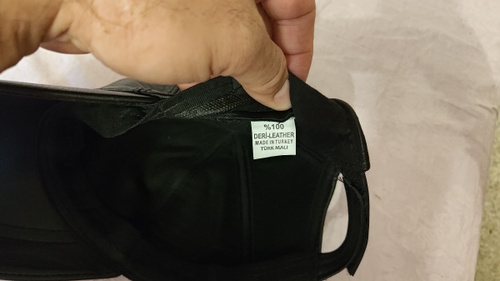 %100
DERİ-LEATHER
MADE IN TURKEY
TÜRK MALI